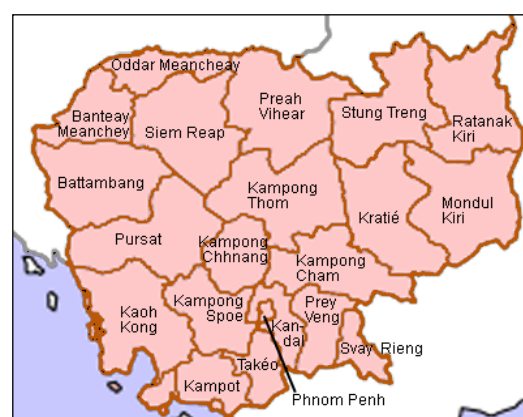 Oddar Meancheay
Banteay
Meanchey
Siem Reap
Preah
Vihear
Stung Treng
Ratanak
Kiri
Battambang
Kampong
Thom
Kratié
Mondul
Kiri
Pursat
Kampong
Chhnang
Kampong
Cham
Kaoh
Kong
Kampong
Spoe
Kan-
dal
Prey
Veng
Svay Rieng
Takéo
Kampot
Phnom Penh